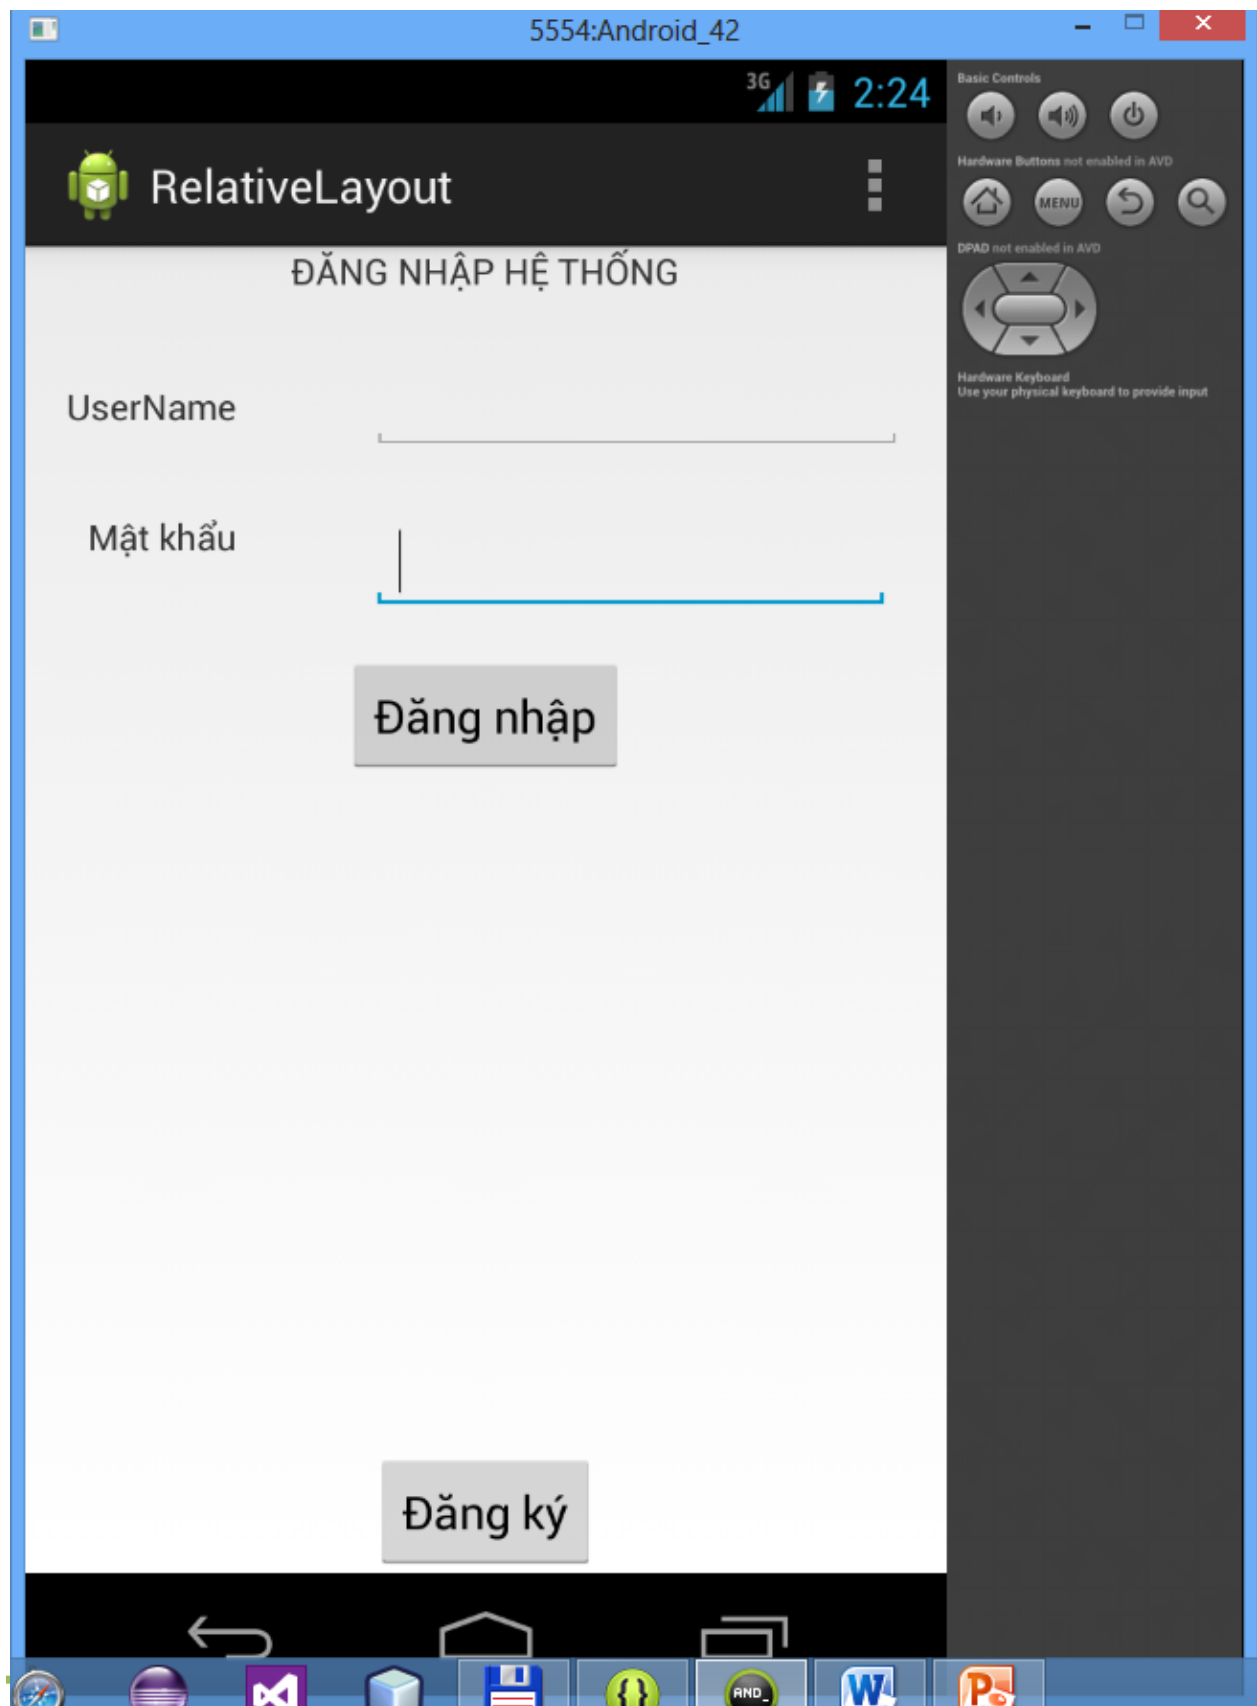 5554:Android_42
3G 2:24
RelativeLayout
ĐĂNG NHẬP HỆ THỐNG
UserName
Mật khẩu
Đăng nhập
Đăng ký
Basic Controls
Hardware Buttons not enabled in AVD
MENU
DPAD not enabled in AVD
Hardware Keyboard
Use your physical keyboard to provide input
{} AND_ W P